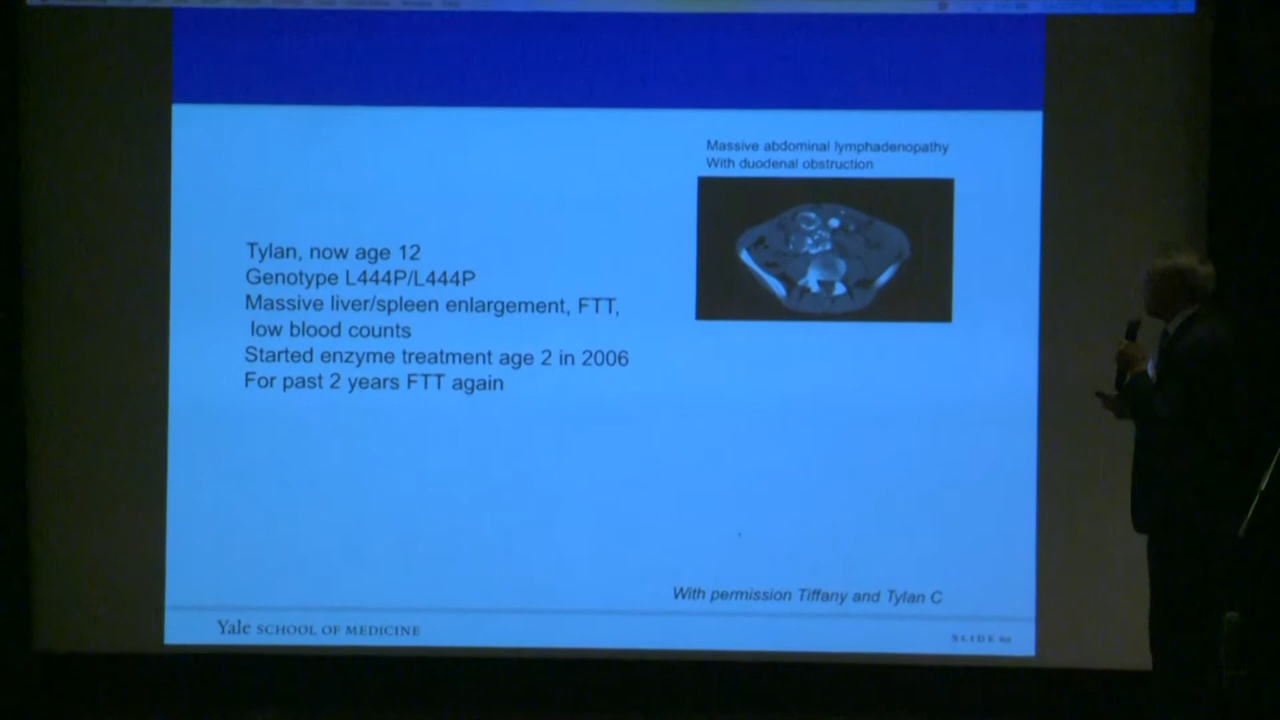 Massive abdominal lymphadenopathy
With duodenal obstruction
Tylan, now age 12
Genotype L444P/L444P
Massive liver/spleen enlargement, FTT,
low blood counts
Started enzyme treatment age 2 in 2006
For past 2 years FTT again
With permission Tiffany and Tylan C
Yale SCHOOL OF MEDICINE
SLIDE